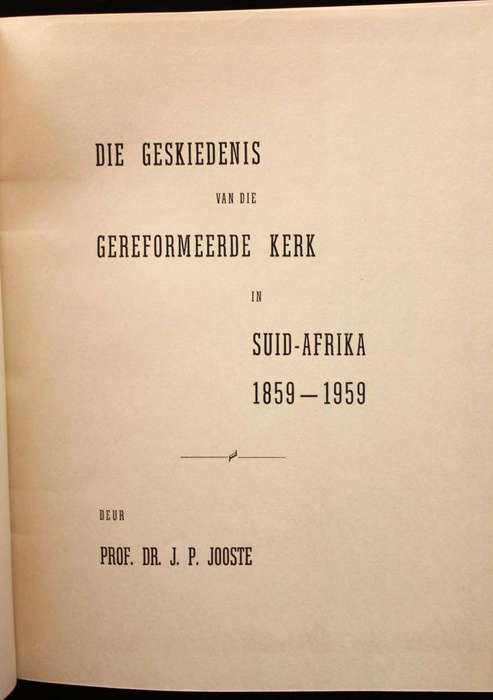 DIE GESKIEDENIS
VAN DIE
GEREFORMEERDE KERK
IN
SUID-AFRIKA
1859 — 1959
DEUR
PROF. DR. J. P. JOOSTE